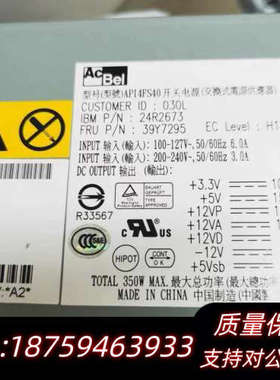 AcBel
型号(型號)API4FS40开关电源(交換式電源供應器)
CUSTOMER ID : 030L
IBM P/N : 24R2673
FRU P/N : 39Y7295 EC Level : H1
INPUT 输入(輸入): 100-127V~,50/60Hz 6.0A
INPUT 输入(輸入): 200-240V~,50/60Hz 3.0A
DC OUTPUT 输出(輸出):
+3.3V
+5V
+12VP
+12VA
+12VD
-12V
+5Vsb
R33567
HIPOT
CONT. O.K
TOTAL 350W MAX. 最大总功率(最大總功
MADE IN CHINA 中国制造(中國製
*A2*
质量保
:18759463933
支持对公